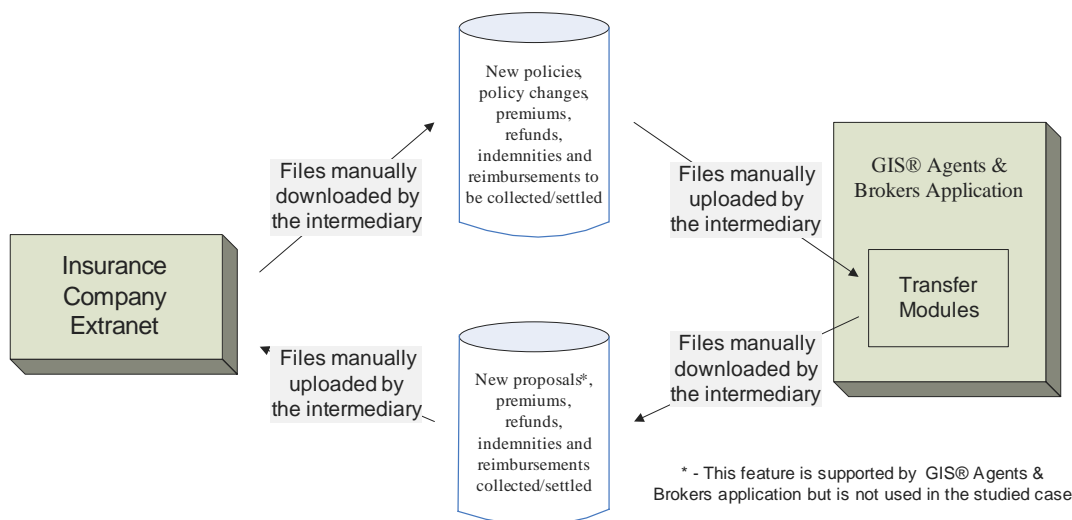 New policies,
policy changes,
premiums,
refunds,
indemnities and
reimbursements to
be collected/settled
Files manually
downloaded by
the intermediary
Files manually
uploaded by
the intermediary
GIS® Agents &
Brokers Application
Transfer
Modules
Insurance
Company
Extranet
Files manually
uploaded by
the intermediary
New proposals*,
premiums,
refunds,
indemnities and
reimbursements
collected/settled
Files manually
downloaded by
the intermediary
* - This feature is supported by GIS® Agents &
Brokers application but is not used in the studied case